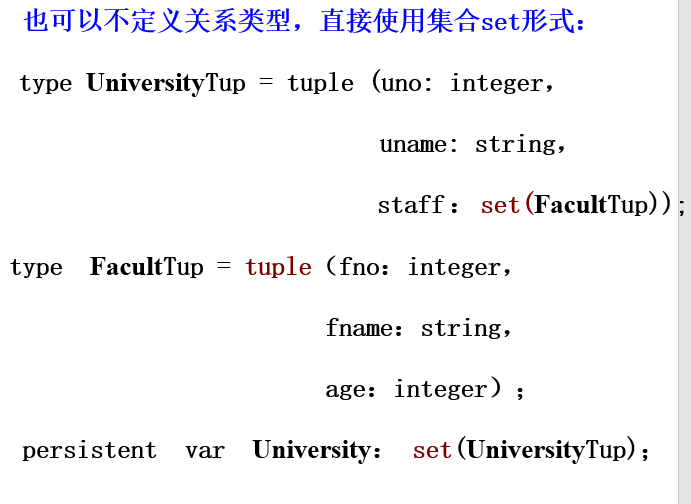 也可以不定义关系类型，直接使用集合set形式：
type UniversityTup = tuple (uno: integer，
uname: string，
staff： set(FacultTup));
type FacultTup = tuple（fno：integer，
fname：string，
age：integer）；
persistent var University： set(UniversityTup)；